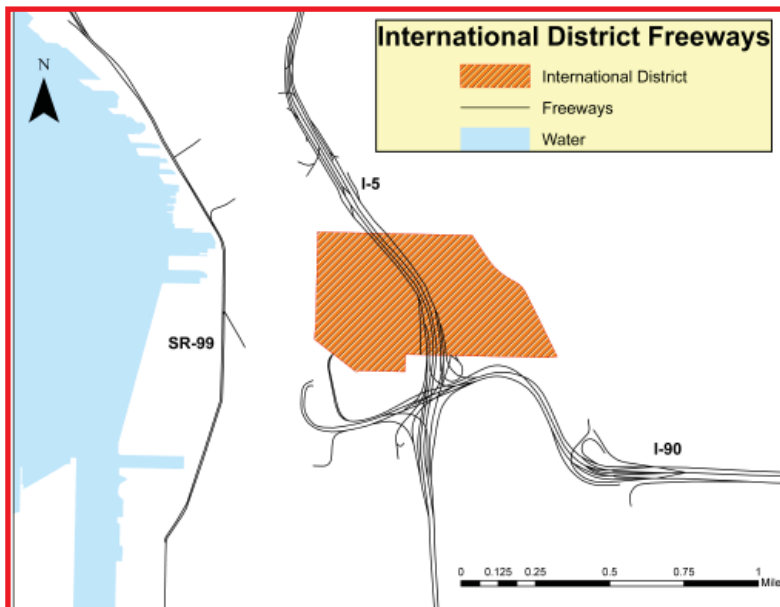 International District Freeways
International District
Freeways
Water
N
I-5
SR-99
I-90
0 0.125 0.25 0.5 0.75 1
Mile